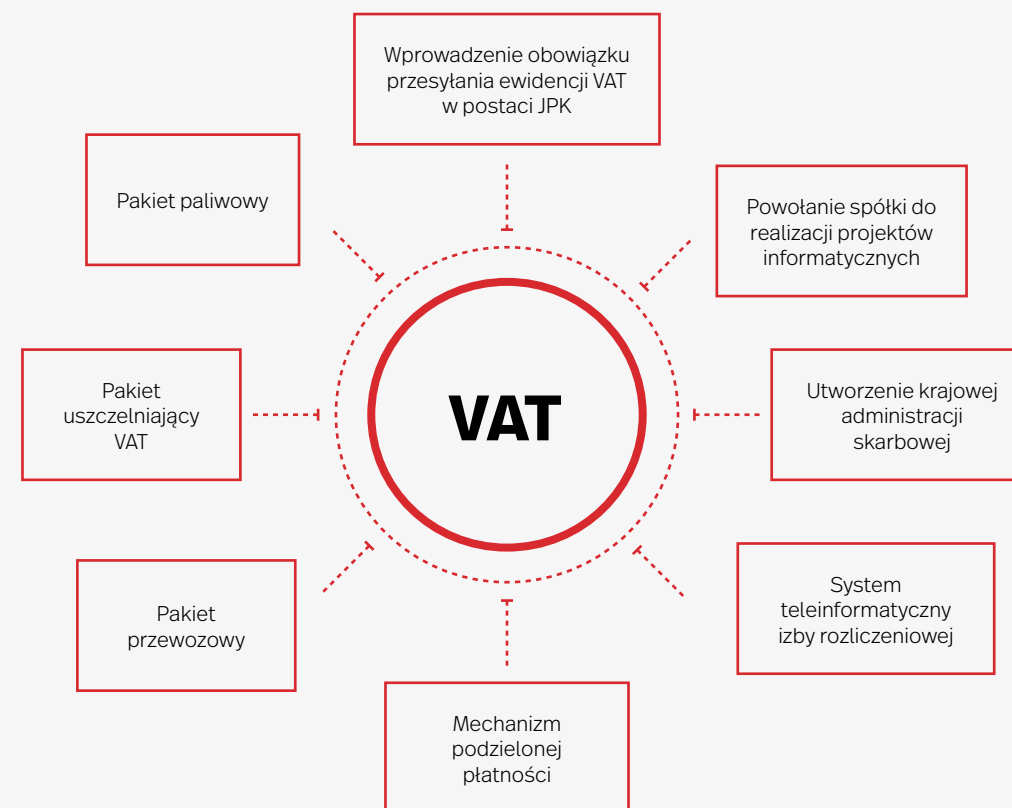 Wprowadzenie obowiązku
przesyłania ewidencji VAT
w postaci JPK
Pakiet paliwowy
Powołanie spółki do
realizacji projektów
informatycznych
Pakiet
uszczelniający
VAT
VAT
Utworzenie krajowej
administracji
skarbowej
Pakiet
przewozowy
System
teleinformatyczny
izby rozliczeniowej
Mechanizm
podzielonej
płatności